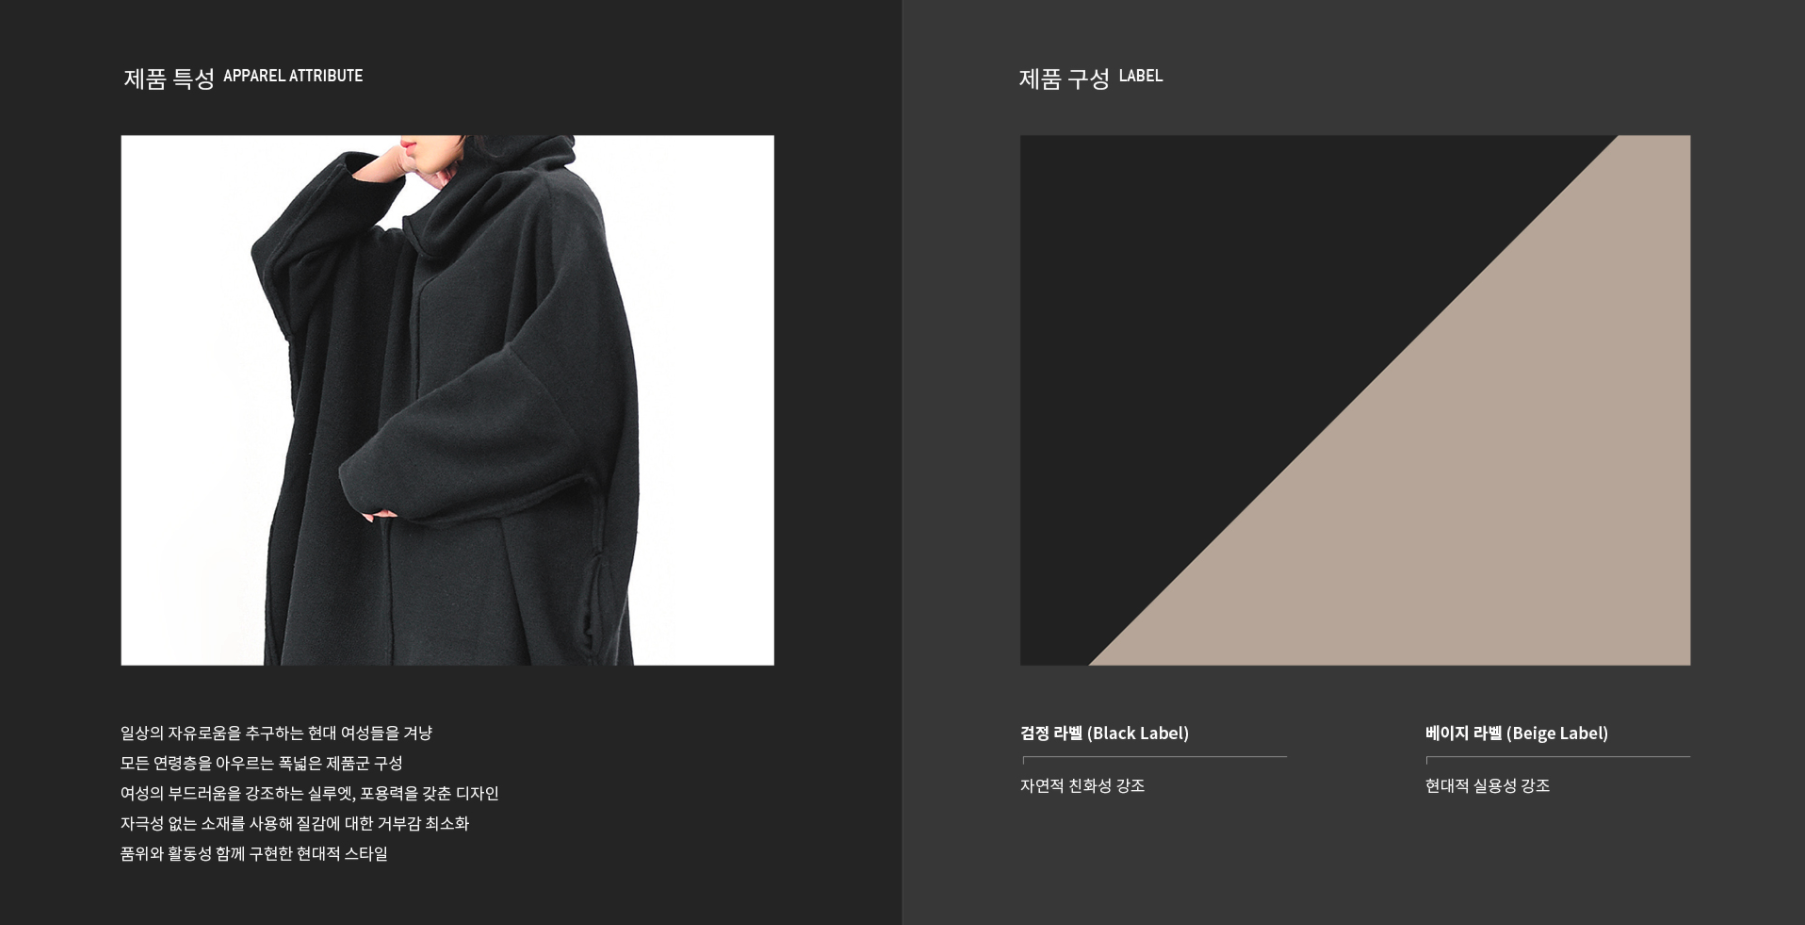 제품 특성 APPAREL ATTRIBUTE
일상의 자유로움을 추구하는 현대 여성들을 겨냥
모든 연령층을 아우르는 폭넓은 제품군 구성
여성의 부드러움을 강조하는 실루엣, 포용력을 갖춘 디자인
자극성 없는 소재를 사용해 질감에 대한 거부감 최소화
품위와 활동성 함께 구현한 현대적 스타일
제품 구성 LABEL
검정 라벨 (Black Label)
자연적 친화성 강조
베이지 라벨 (Beige Label)
현대적 실용성 강조